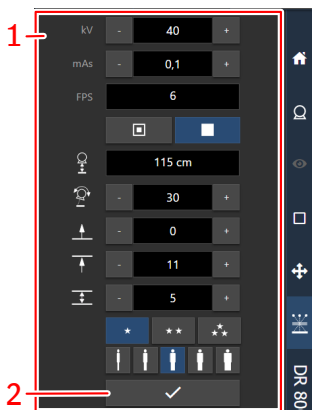 1
kV - 40 +
mAs - 0,1 +
FPS 6
115 cm
- 30 +
- 0 +
- 11 +
- 5 +
2
DR 80